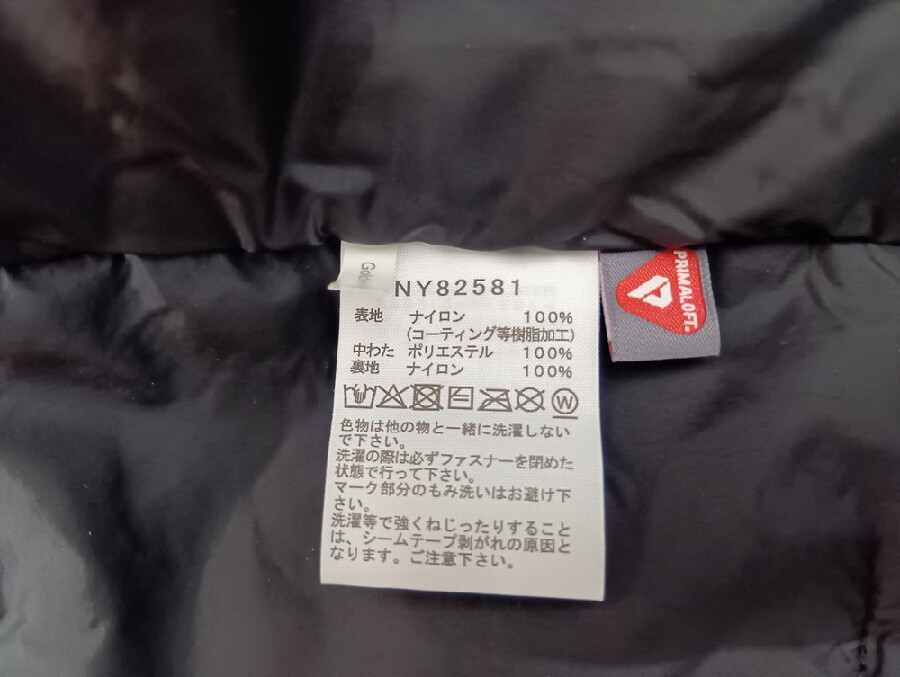 NY82581
表地 ナイロン 100%
(コーティング等樹脂加工)
中わた ポリエステル 100%
裏地 ナイロン 100%
W
色物は他の物と一緒に洗濯しない
で下さい。
洗濯の際は必ずファスナーを閉めた
状態で行って下さい。
マーク部分のもみ洗いはお避け下
さい。
洗濯等で強くねじったりすること
は、シームテープ剥がれの原因と
なります。ご注意下さい。
PRIMALOFT